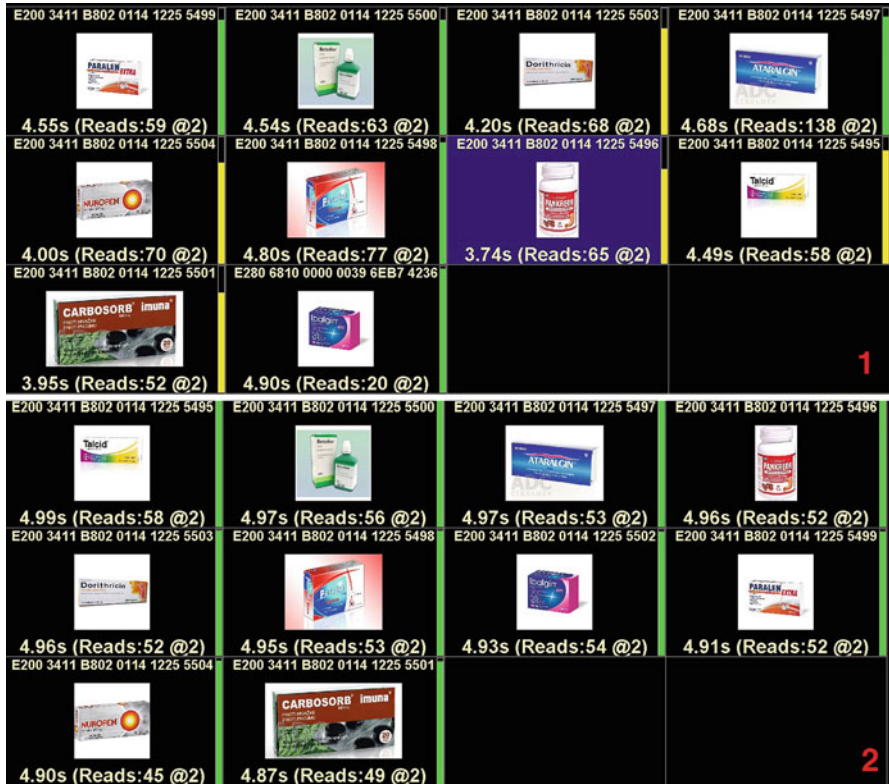 E200 3411 B802 0114 1225 5499
E200 3411 B802 0114 1225 5500
E200 3411 B802 0114 1225 5503
E200 3411 B802 0114 1225 5497
PARALEN
EXTRA
Betadine
Dorithricin
ATARALGIN
ADC
4.55s (Reads:59 @2)
4.54s (Reads:63 @2)
4.20s (Reads:68 @2)
4.68s (Reads:138 @2)
E200 3411 B802 0114 1225 5504
E200 3411 B802 0114 1225 5498
E200 3411 B802 0114 1225 5496
E200 3411 B802 0114 1225 5495
NUROFEN
PANKREON
Talcid
4.00s (Reads:70 @2)
4.80s (Reads:77 @2)
3.74s (Reads:65 @2)
4.49s (Reads:58 @2)
E200 3411 B802 0114 1225 5501
E280 6810 0000 0039 6EB7 4236
CARBOSORB imuna
20
Ibalgin
3.95s (Reads:52 @2)
4.90s (Reads:20 @2)
1
E200 3411 B802 0114 1225 5495
E200 3411 B802 0114 1225 5500
E200 3411 B802 0114 1225 5497
E200 3411 B802 0114 1225 5496
Talcid
Betadine
ATARALGIN
ADC
PANKREON
4.99s (Reads:58 @2)
4.97s (Reads:56 @2)
4.97s (Reads:53 @2)
4.96s (Reads:52 @2)
E200 3411 B802 0114 1225 5503
E200 3411 B802 0114 1225 5498
E200 3411 B802 0114 1225 5502
E200 3411 B802 0114 1225 5499
Dorithricin
Ibalgin
PARALEN
EXTRA
4.96s (Reads:52 @2)
4.95s (Reads:53 @2)
4.93s (Reads:54 @2)
4.91s (Reads:52 @2)
E200 3411 B802 0114 1225 5504
E200 3411 B802 0114 1225 5501
NUROFEN
CARBOSORB imuna
20
4.90s (Reads:45 @2)
4.87s (Reads:49 @2)
2